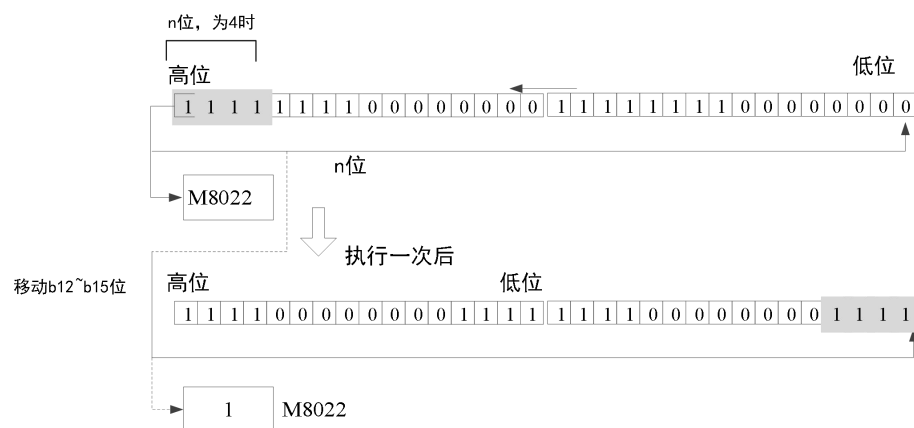 n位，为4时
高位
低位
1 1 1 1 1 1 1 1 0 0 0 0 0 0 0 0 1 1 1 1 1 1 1 1 0 0 0 0 0 0 0 0
n位
M8022
执行一次后
移动b12~b15位
高位
低位
1 1 1 1 0 0 0 0 0 0 0 0 1 1 1 1 1 1 1 1 0 0 0 0 0 0 0 0 1 1 1 1
1 M8022